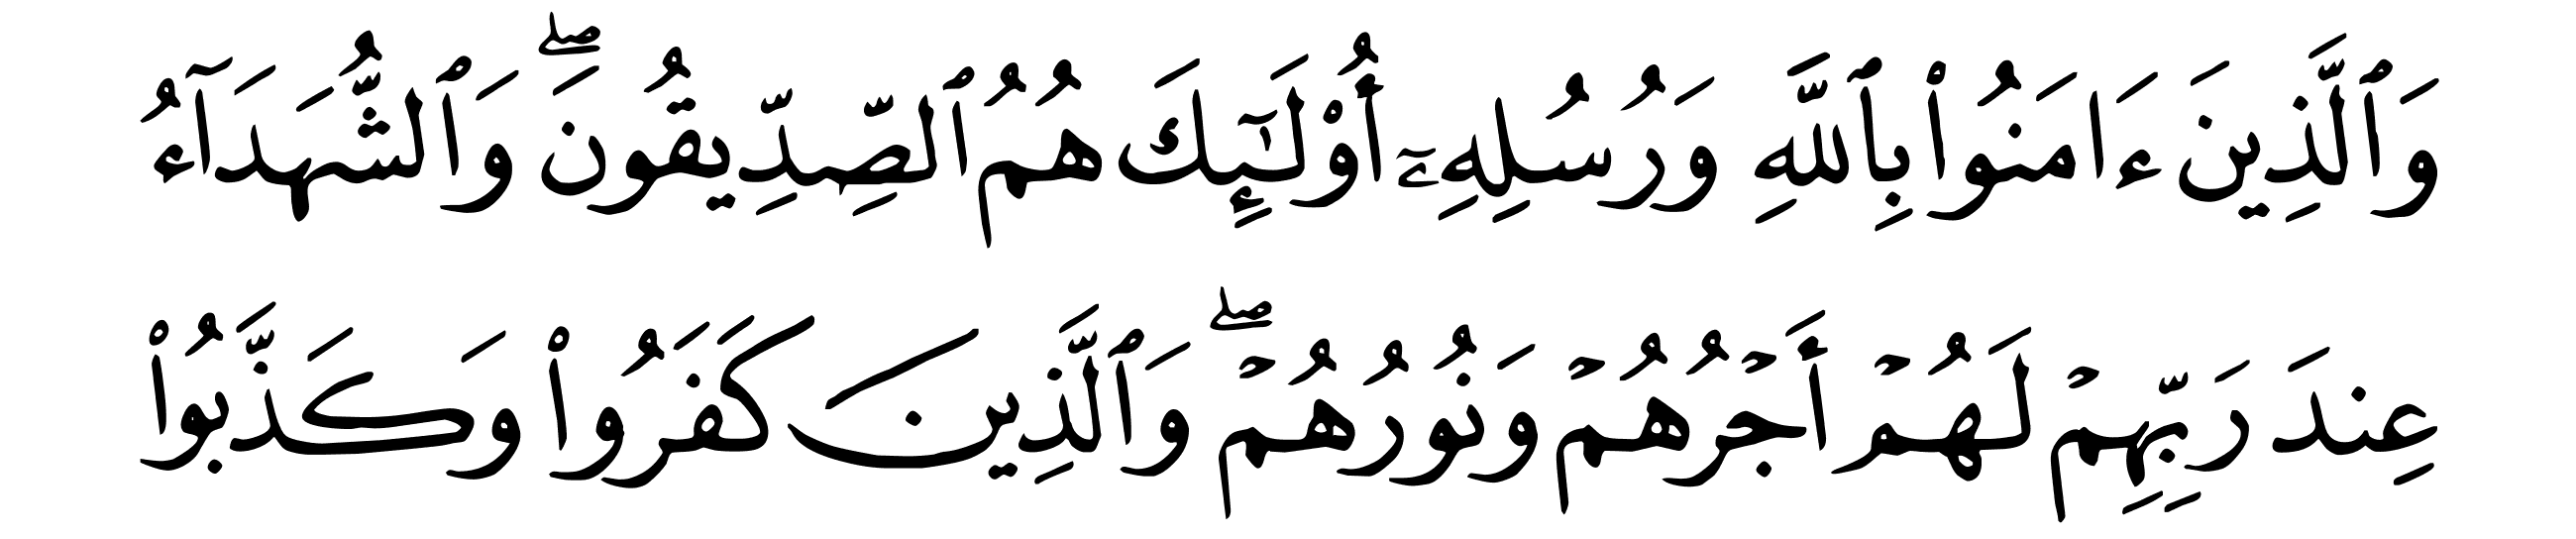 وَٱلَّذِينَ ءَامَنُوا۟ بِٱللَّهِ وَرُسُلِهِۦٓ أُو۟لَـٰٓئِكَ هُمُ ٱلصِّدِّيقُونَ ۖ وَٱلشُّهَدَآءُ
عِندَ رَبِّهِمْ لَهُمْ أَجْرُهُمْ وَنُورُهُمْ ۖ وَٱلَّذِينَ كَفَرُوا۟ وَكَذَّبُوا۟